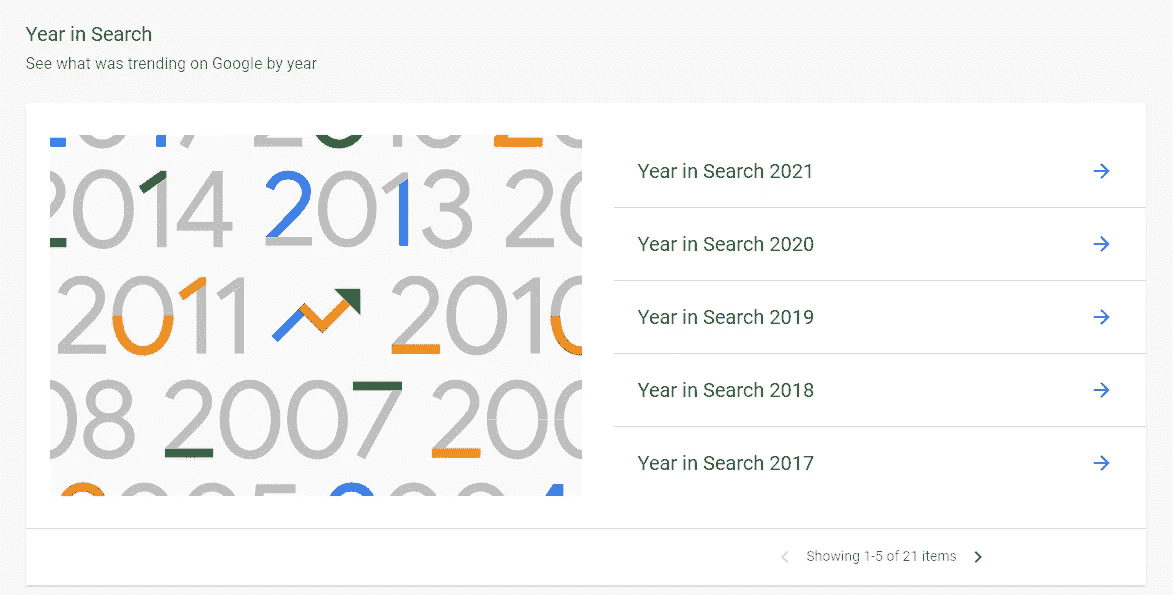 Year in Search
See what was trending on Google by year
2014 2013 20
2011 2010
08 2007 200
Year in Search 2021
Year in Search 2020
Year in Search 2019
Year in Search 2018
Year in Search 2017
Showing 1-5 of 21 items